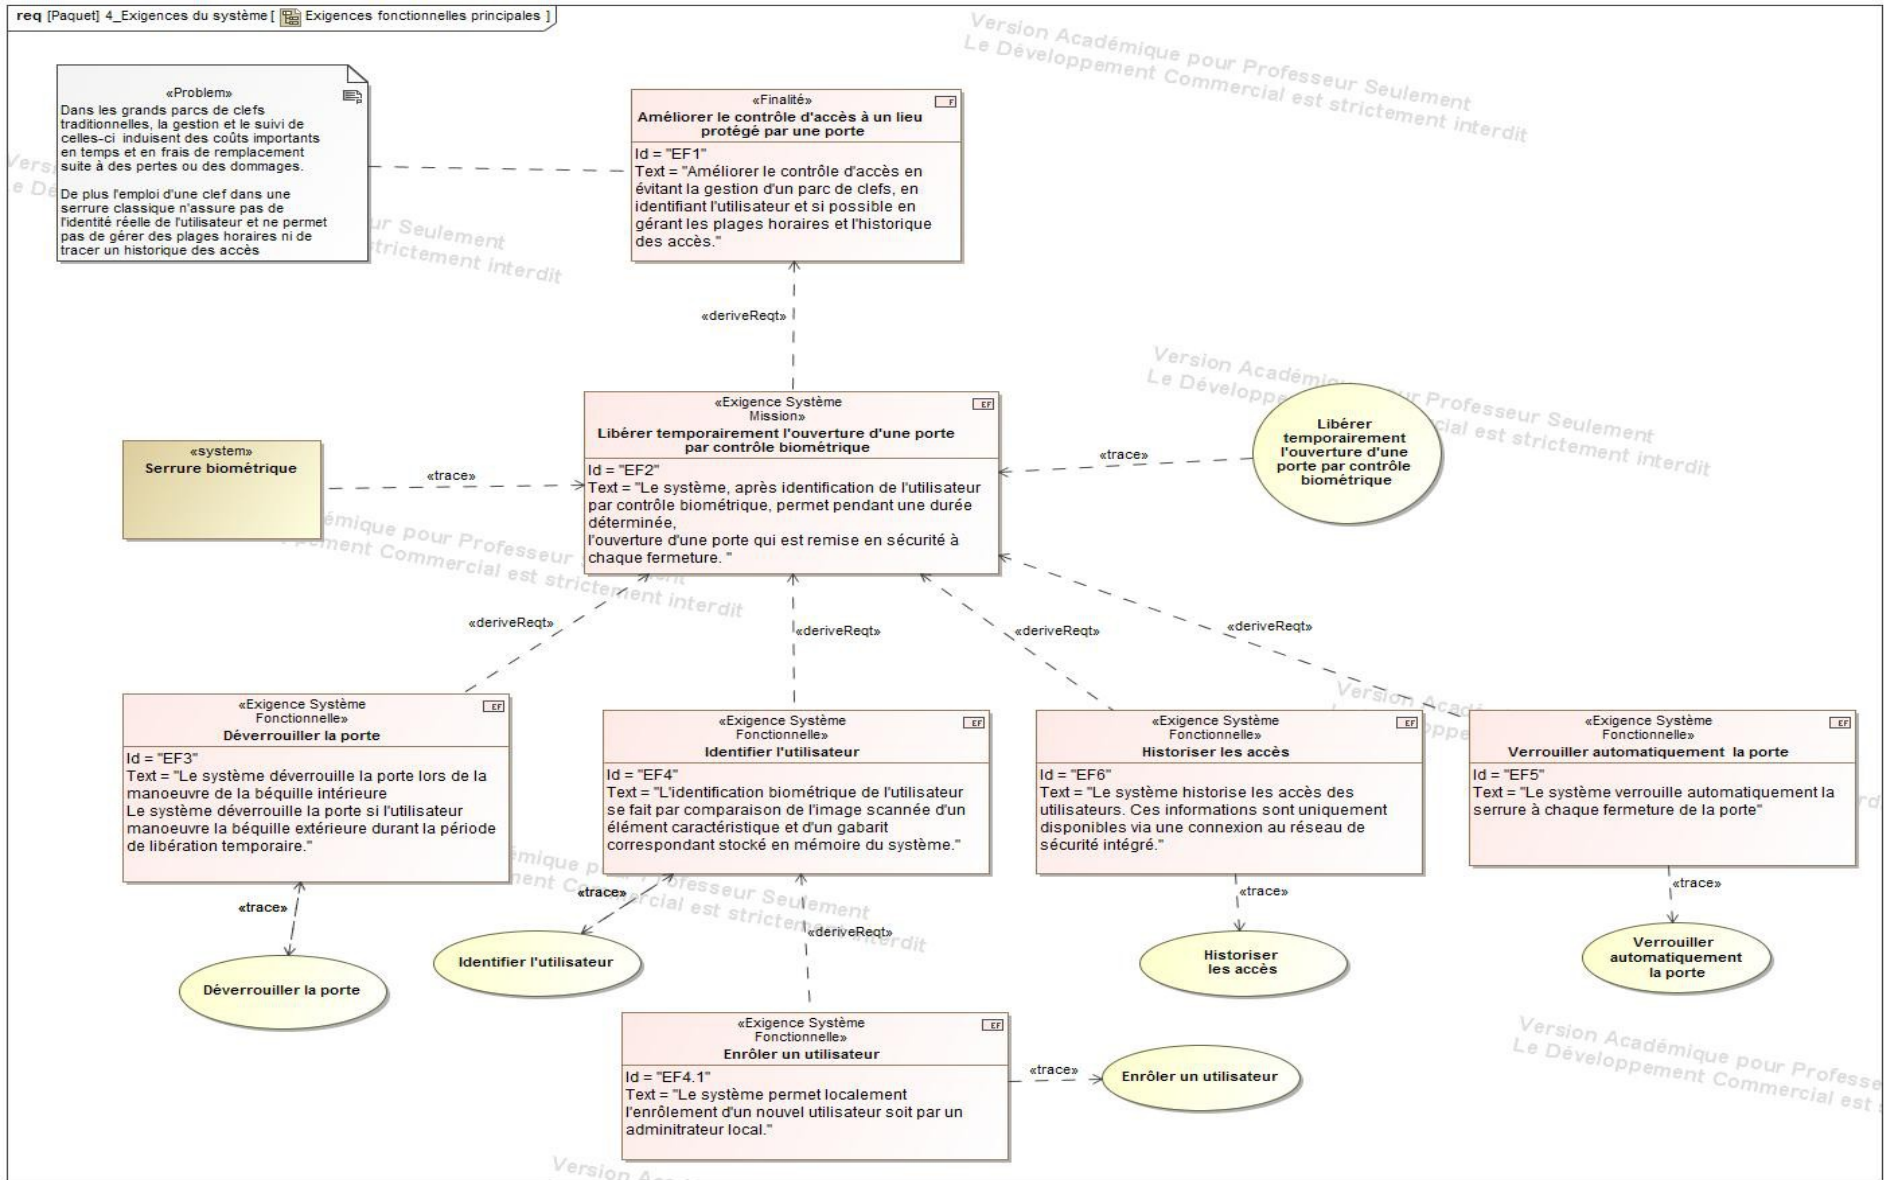 req [Paquet] 4_Exigences du système [ Exigences fonctionnelles principales ]
Version Académique pour Professeur Seulement
Le Développement Commercial est strictement interdit
«Problem»
Dans les grands parcs de clefs
traditionnelles, la gestion et le suivi de
celles-ci induisent des coûts importants
en temps et en frais de remplacement
suite à des pertes ou des dommages.
De plus l'emploi d'une clef dans une
serrure classique n'assure pas de
l'identité réelle de l'utilisateur et ne permet
pas de gérer des plages horaires ni de
tracer un historique des accès
«Finalité»
F
Améliorer le contrôle d'accès à un lieu
protégé par une porte
Id = "EF1"
Text = "Améliorer le contrôle d'accès en
évitant la gestion d'un parc de clefs, en
identifiant l'utilisateur et si possible en
gérant les plages horaires et l'historique
des accès."
«deriveReqt»
«system»
Serrure biométrique
«trace»
«Exigence Système
Mission»
EF
Libérer temporairement l'ouverture d'une porte
par contrôle biométrique
Id = "EF2"
Text = "Le système, après identification de l'utilisateur
par contrôle biométrique, permet pendant une durée
déterminée,
l'ouverture d'une porte qui est remise en sécurité à
chaque fermeture. "
«trace»
Libérer
temporairement
l'ouverture d'une
porte par contrôle
biométrique
«deriveReqt»
«deriveReqt»
«deriveReqt»
«deriveReqt»
«Exigence Système
Fonctionnelle»
EF
Déverrouiller la porte
Id = "EF3"
Text = "Le système déverrouille la porte lors de la
manoeuvre de la béquille intérieure
Le système déverrouille la porte si l'utilisateur
manoeuvre la béquille extérieure durant la période
de libération temporaire."
«Exigence Système
Fonctionnelle»
EF
Identifier l'utilisateur
Id = "EF4"
Text = "L'identification biométrique de l'utilisateur
se fait par comparaison de l'image scannée d'un
élément caractéristique et d'un gabarit
correspondant stocké en mémoire du système."
«Exigence Système
Fonctionnelle»
EF
Historiser les accès
Id = "EF6"
Text = "Le système historise les accès des
utilisateurs. Ces informations sont uniquement
disponibles via une connexion au réseau de
sécurité intégré."
«Exigence Système
Fonctionnelle»
EF
Verrouiller automatiquement la porte
Id = "EF5"
Text = "Le système verrouille automatiquement la
serrure à chaque fermeture de la porte"
«trace»
Déverrouiller la porte
«trace»
Identifier l'utilisateur
«deriveReqt»
«trace»
Historiser
les accès
«trace»
Verrouiller
automatiquement
la porte
«Exigence Système
Fonctionnelle»
EF
Enrôler un utilisateur
Id = "EF4.1"
Text = "Le système permet localement
l'enrôlement d'un nouvel utilisateur soit par un
adminitrateur local."
«trace»
Enrôler un utilisateur